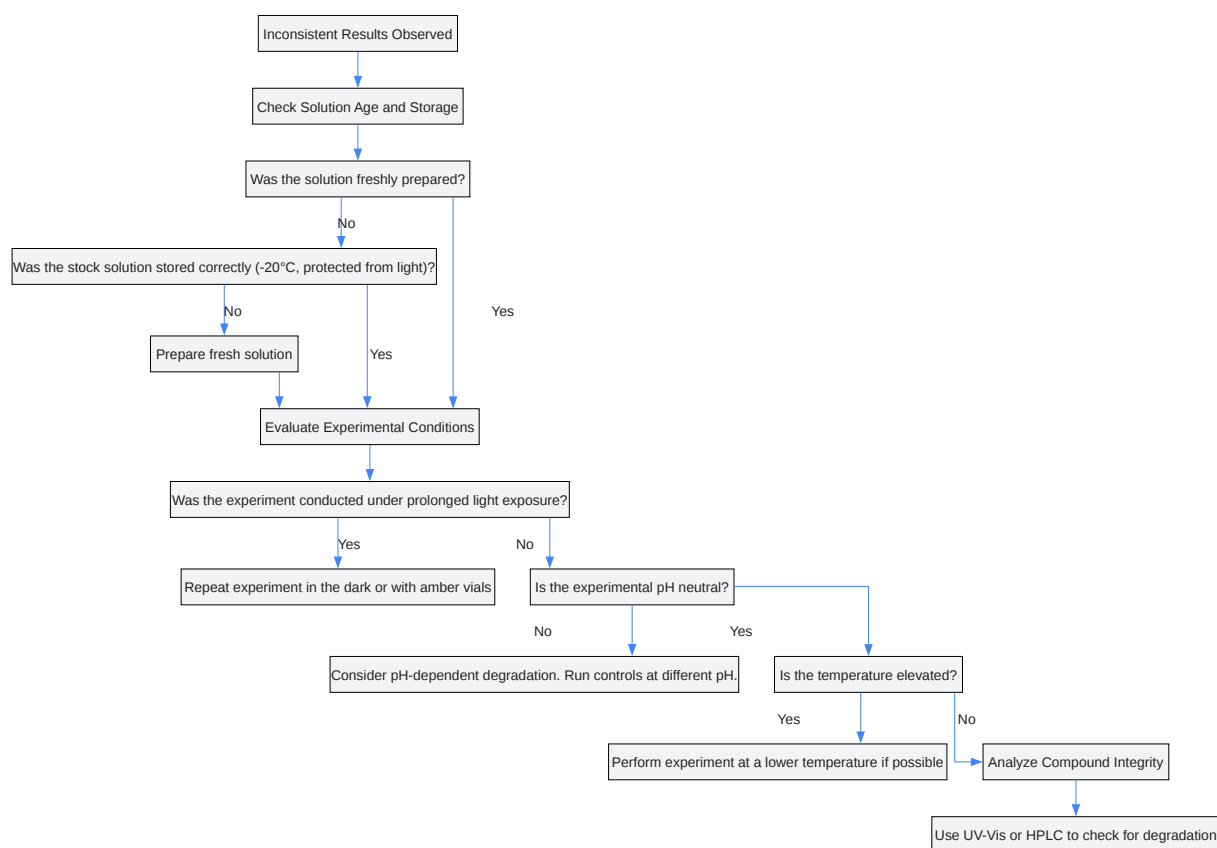 Inconsistent Results Observed
Check Solution Age and Storage
Was the solution freshly prepared?
No
Was the stock solution stored correctly (-20°C, protected from light)?
No
Yes
Prepare fresh solution
Yes
Evaluate Experimental Conditions
Was the experiment conducted under prolonged light exposure?
Yes
No
Repeat experiment in the dark or with amber vials
Is the experimental pH neutral?
No
Yes
Consider pH-dependent degradation. Run controls at different pH.
Is the temperature elevated?
Yes
No
Perform experiment at a lower temperature if possible
Analyze Compound Integrity
Use UV-Vis or HPLC to check for degradation